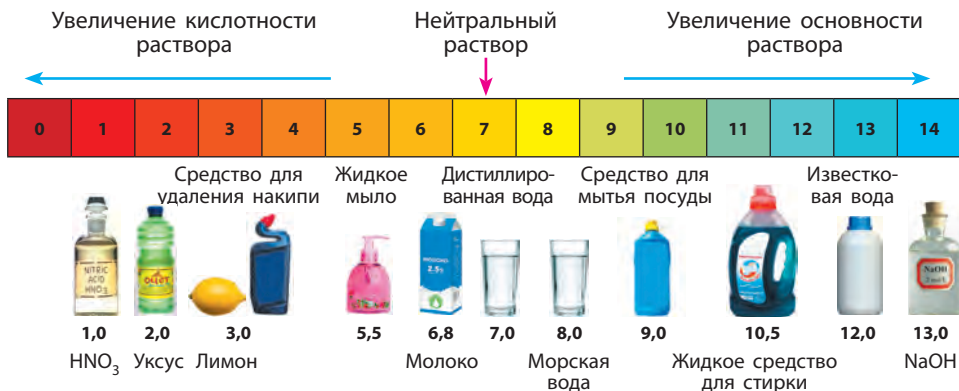 Увеличение кислотности
раствора
Нейтральный
раствор
Увеличение основности
раствора
0 1 2 3 4 5 6 7 8 9 10 11 12 13 14
Средство для
удаления накипи
Жидкое
мыло
Дистиллиро-
ванная вода
Средство для
мытья посуды
Известко-
вая вода
NITRIC
ACID
HNO₃
ОЦЕТ
МОЛОКО
2.5%
NaOH
1,0 2,0 3,0 5,5 6,8 7,0 8,0 9,0 10,5 12,0 13,0
HNO₃ Уксус Лимон Молоко Морская
вода
Жидкое средство
для стирки
NaOH